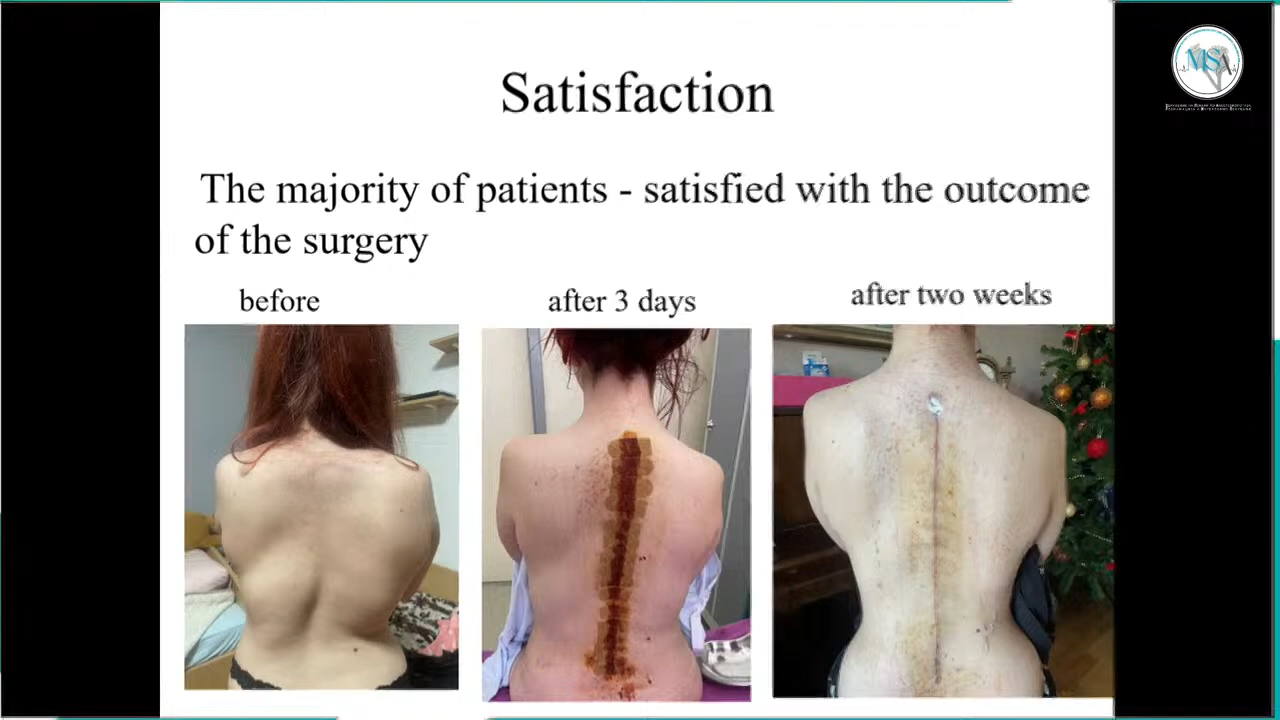 Satisfaction
The majority of patients - satisfied with the outcome
of the surgery
before
after 3 days
after two weeks
MSA